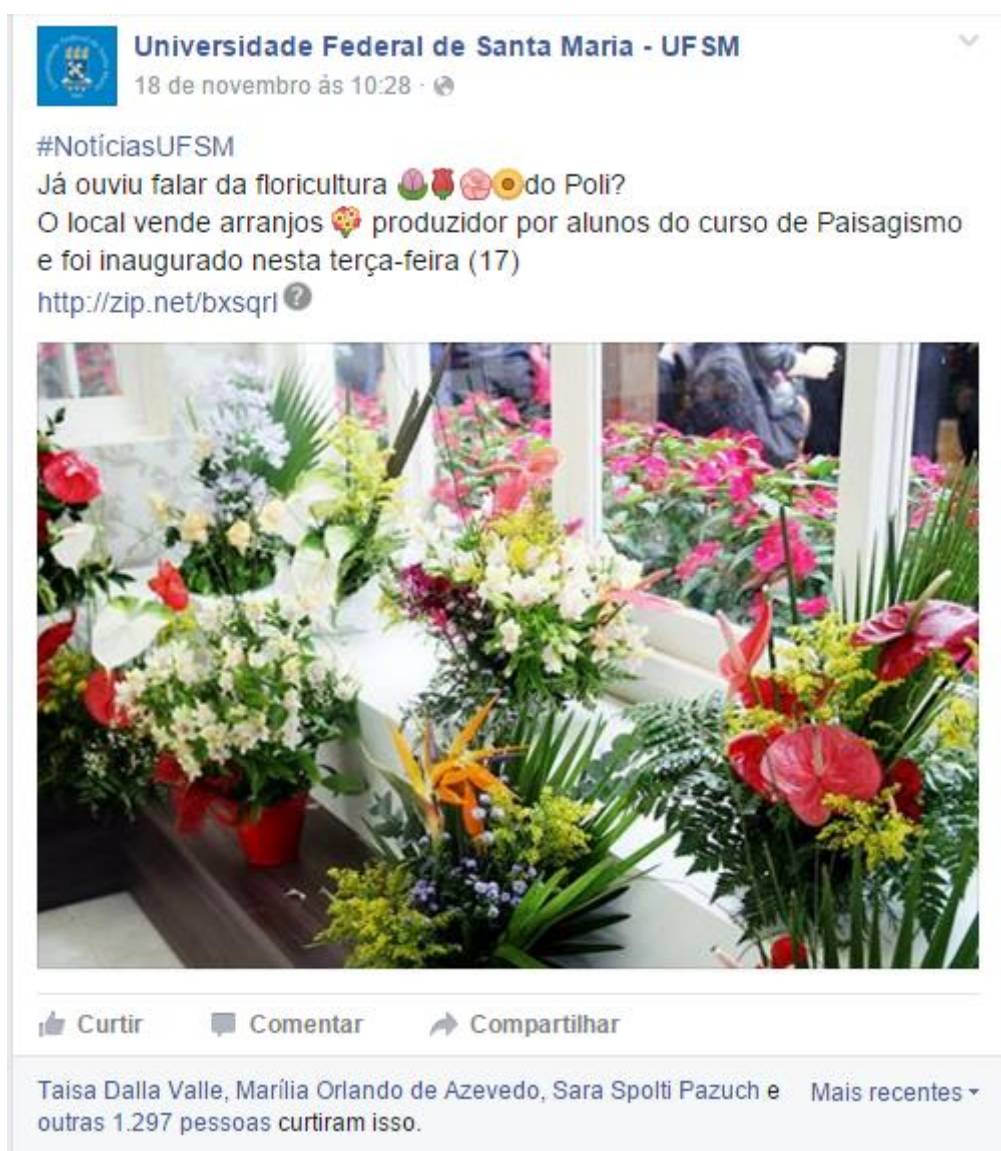 Universidade Federal de Santa Maria - UFSM
18 de novembro às 10:28 ·
#NotíciasUFSM
Já ouviu falar da floricultura 🌷🌹🌸🌻do Poli?
O local vende arranjos 💐 produzidor por alunos do curso de Paisagismo
e foi inaugurado nesta terça-feira (17)
http://zip.net/bxsqrl ?
Curtir Comentar Compartilhar
Taisa Dalla Valle, Marília Orlando de Azevedo, Sara Spolti Pazuch e Mais recentes
outras 1.297 pessoas curtiram isso.